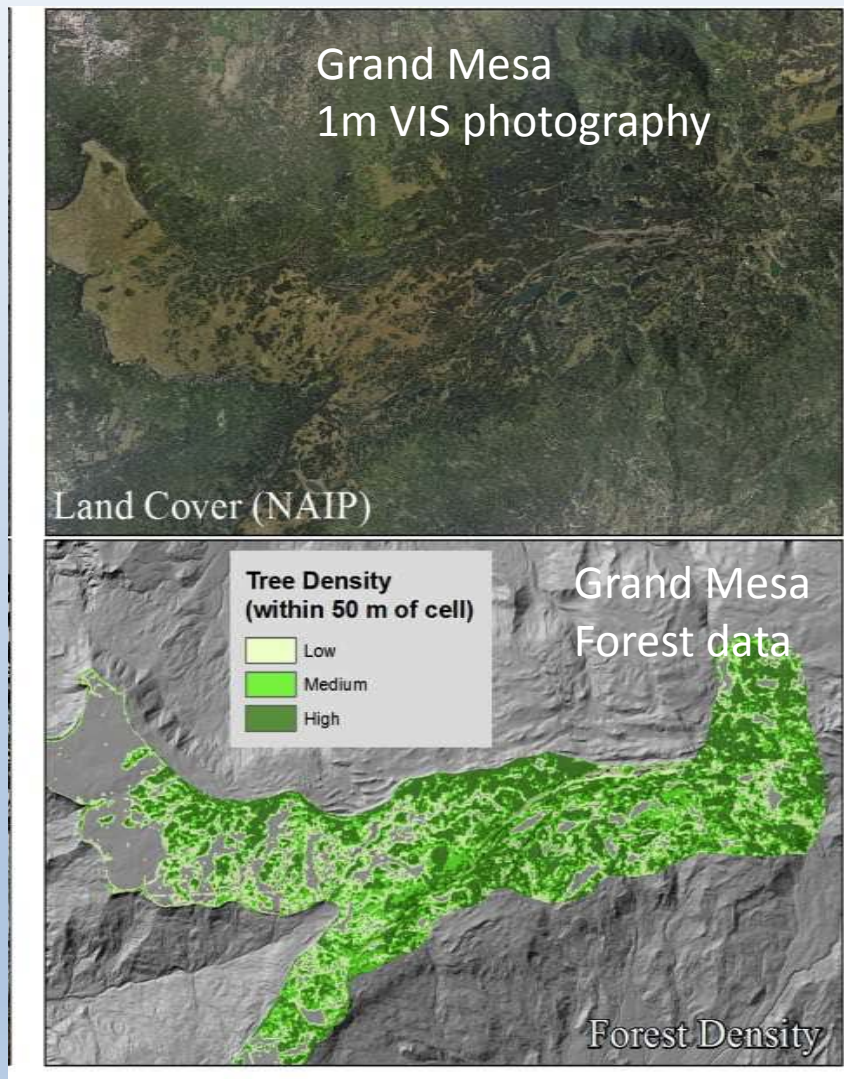 Grand Mesa
1m VIS photography
Land Cover (NAIP)
Tree Density
(within 50 m of cell)
Low
Medium
High
Grand Mesa
Forest data
Forest Density